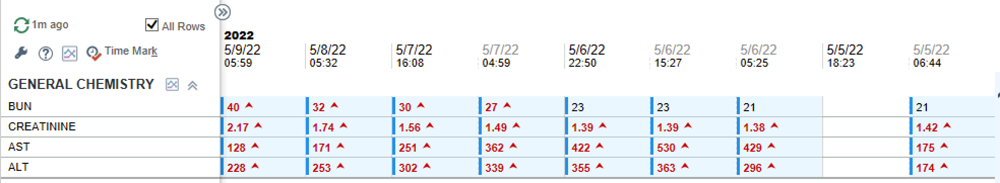 1m ago All Rows
Time Mark
2022
5/9/22 5/8/22 5/7/22 5/7/22 5/6/22 5/6/22 5/6/22 5/5/22 5/5/22
05:59 05:32 16:08 04:59 22:50 15:27 05:25 18:23 06:44
GENERAL CHEMISTRY
BUN 40 32 30 27 23 23 21 21
CREATININE 2.17 1.74 1.56 1.49 1.39 1.39 1.38 1.42
AST 128 171 251 362 422 530 429 175
ALT 228 253 302 339 355 363 296 174